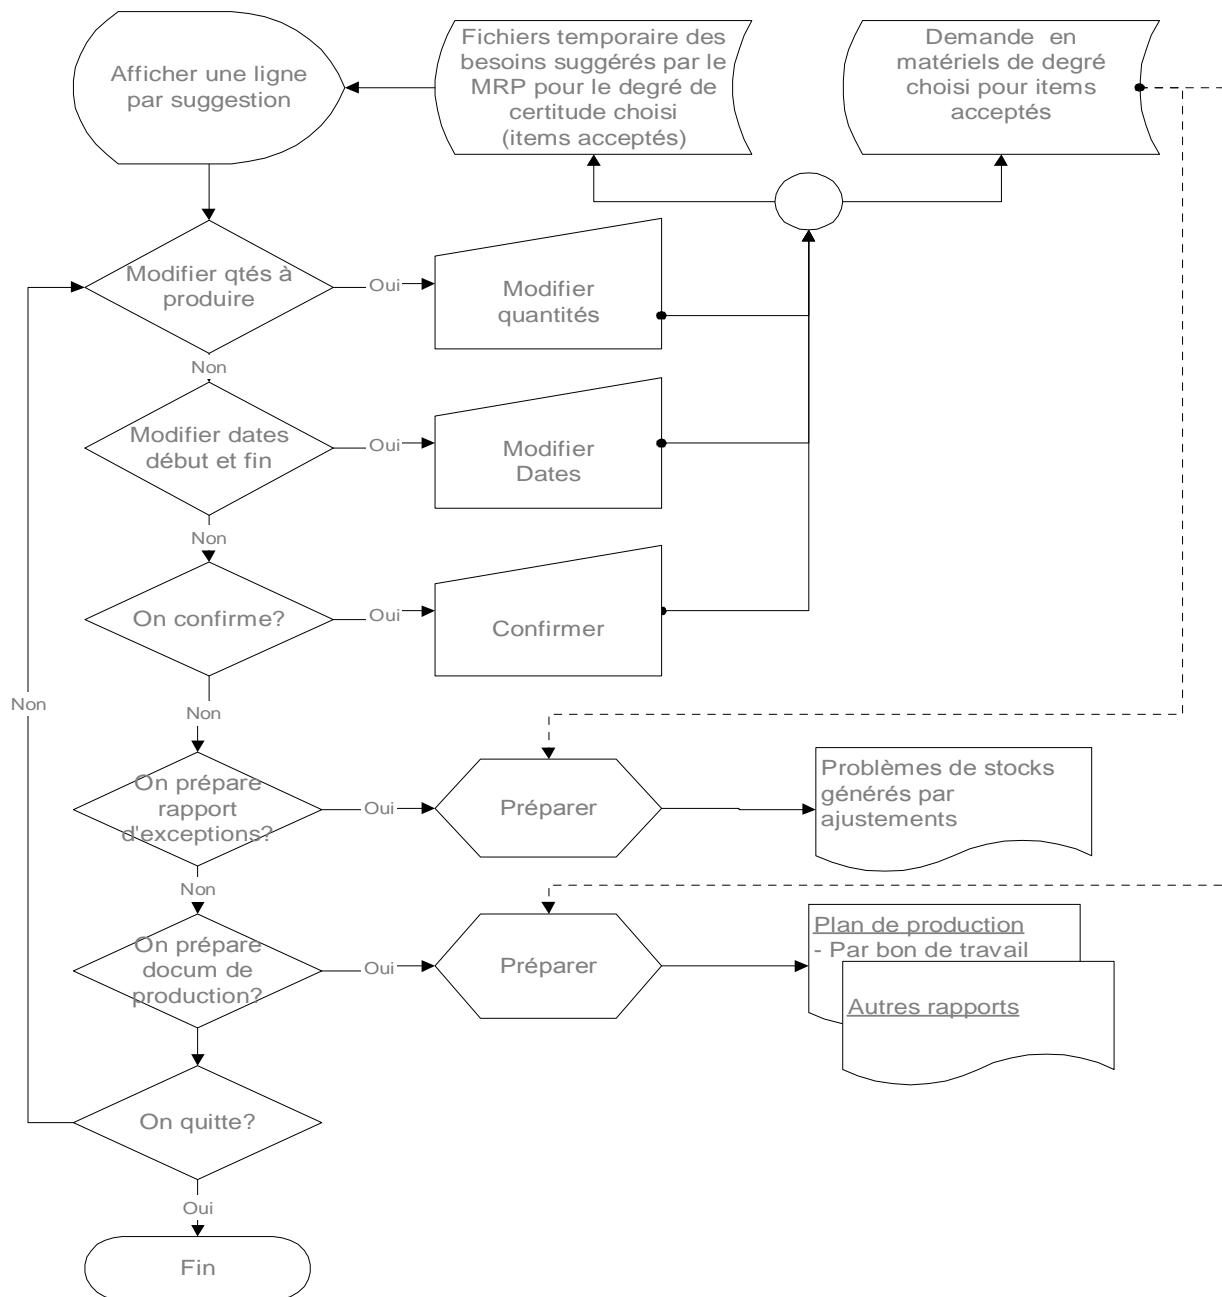 Afficher une ligne
par suggestion
Fichiers temporaire des
besoins suggérés par le
MRP pour le degré de
certitude choisi
(items acceptés)
Demande en
matériels de degré
choisi pour items
acceptés
Modifier qtés à
produire
Oui
Modifier
quantités
Non
Modifier dates
début et fin
Oui
Modifier
Dates
Non
On confirme?
Oui
Confirmer
Non
Non
On prépare
rapport
d'exceptions?
Oui
Préparer
Problèmes de stocks
générés par
ajustements
Non
On prépare
docum de
production?
Oui
Préparer
Plan de production
- Par bon de travail
Autres rapports
On quitte?
Oui
Fin